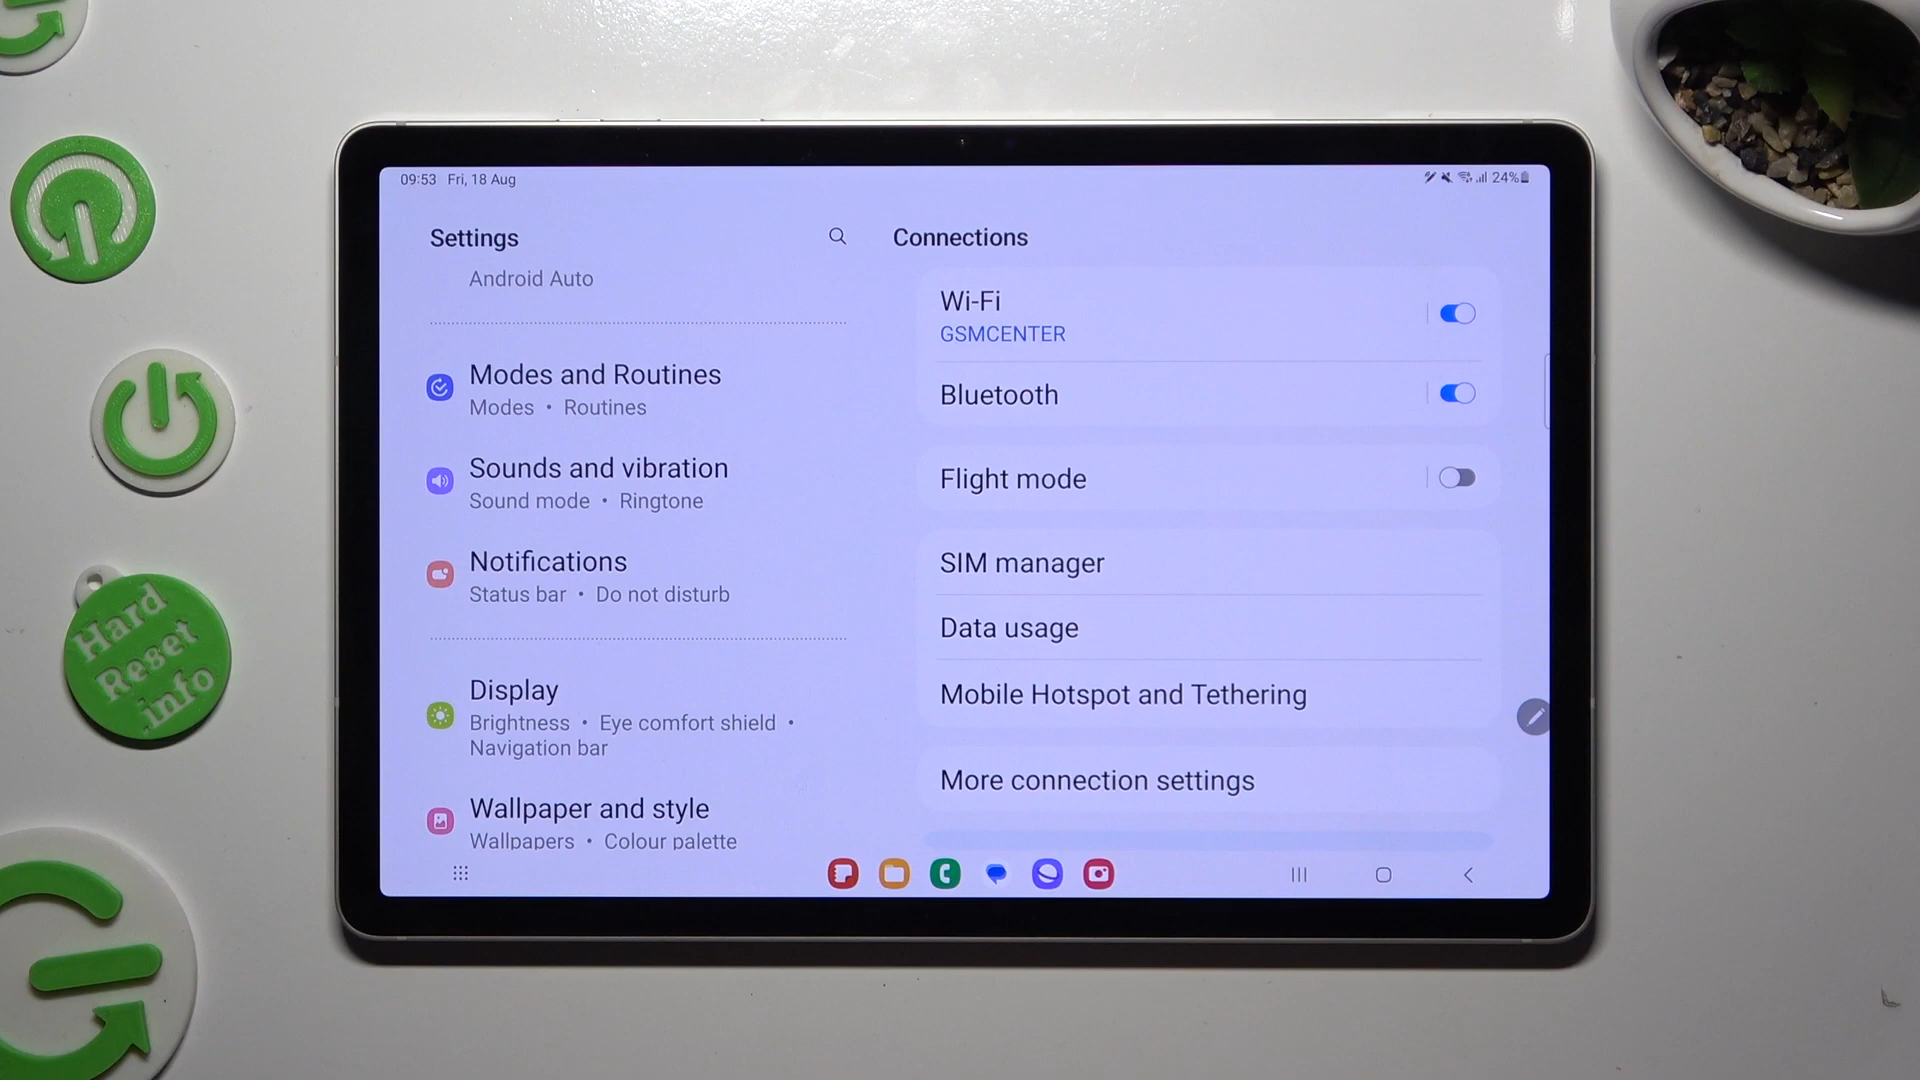 09:53 Fri, 18 Aug
24%
Settings
Android Auto
Modes and Routines
Modes • Routines
Sounds and vibration
Sound mode • Ringtone
Notifications
Status bar • Do not disturb
Display
Brightness • Eye comfort shield •
Navigation bar
Wallpaper and style
Wallpapers • Colour palette
Connections
Wi-Fi
GSMCENTER
Bluetooth
Flight mode
SIM manager
Data usage
Mobile Hotspot and Tethering
More connection settings
Hard
Reset
.info